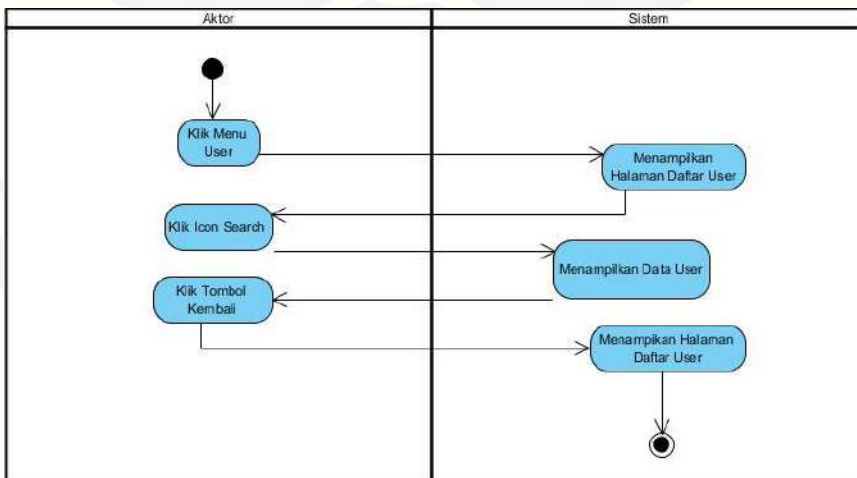 Aktor
Sistem
Klik Menu
User
Menampilkan
Halaman Daftar User
Klik Icon Search
Menampilkan Data User
Klik Tombol
Kembali
Menampikan Halaman
Daftar User